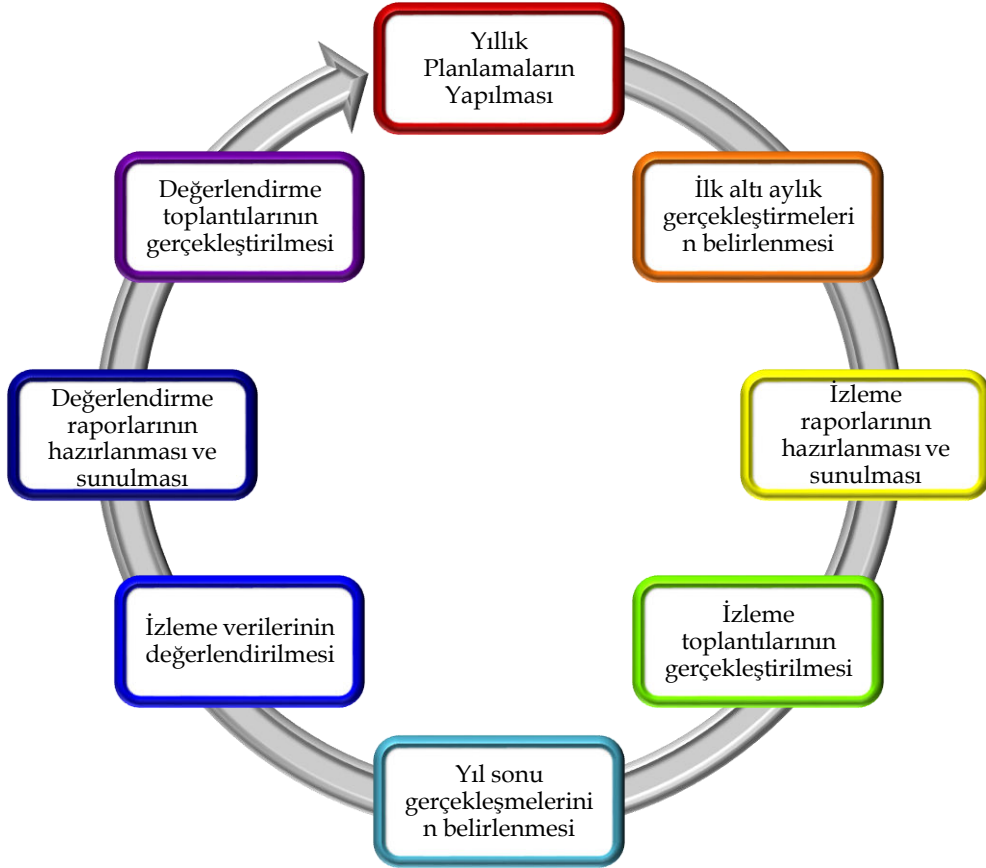 Yıllık
Planlamaların
Yapılması
İlk altı aylık
gerçekleştirmeleri
n belirlenmesi
İzleme
raporlarının
hazırlanması ve
sunulması
İzleme
toplantılarının
gerçekleştirilmesi
Yıl sonu
gerçekleşmelerini
n belirlenmesi
İzleme verilerinin
değerlendirilmesi
Değerlendirme
raporlarının
hazırlanması ve
sunulması
Değerlendirme
toplantılarının
gerçekleştirilmesi